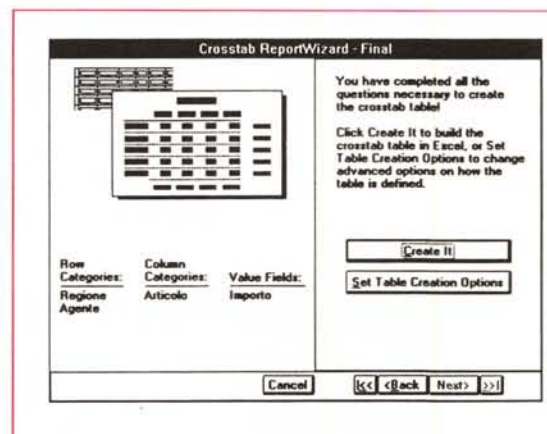 Crosstab ReportWizard - Final
You have completed all the
questions necessary to create
the crosstab table!
Click Create It to build the
crosstab table in Excel, or Set
Table Creation Options to change
advanced options on how the
table is defined.
Create It
Set Table Creation Options
Row
Categories:
Regione
Agente
Column
Categories:
Articolo
Value Fields:
Importo
Cancel
|<< <Back Next> >>|